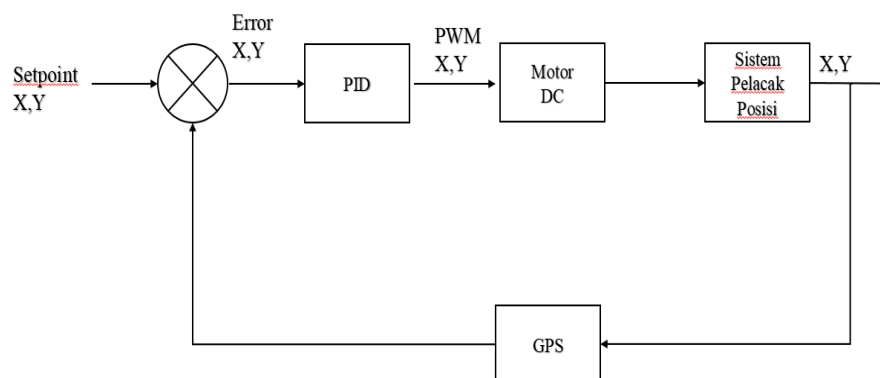 Setpoint
X,Y
Error
X,Y
PID
PWM
X,Y
Motor
DC
Sistem
Pelacak
Posisi
X,Y
GPS